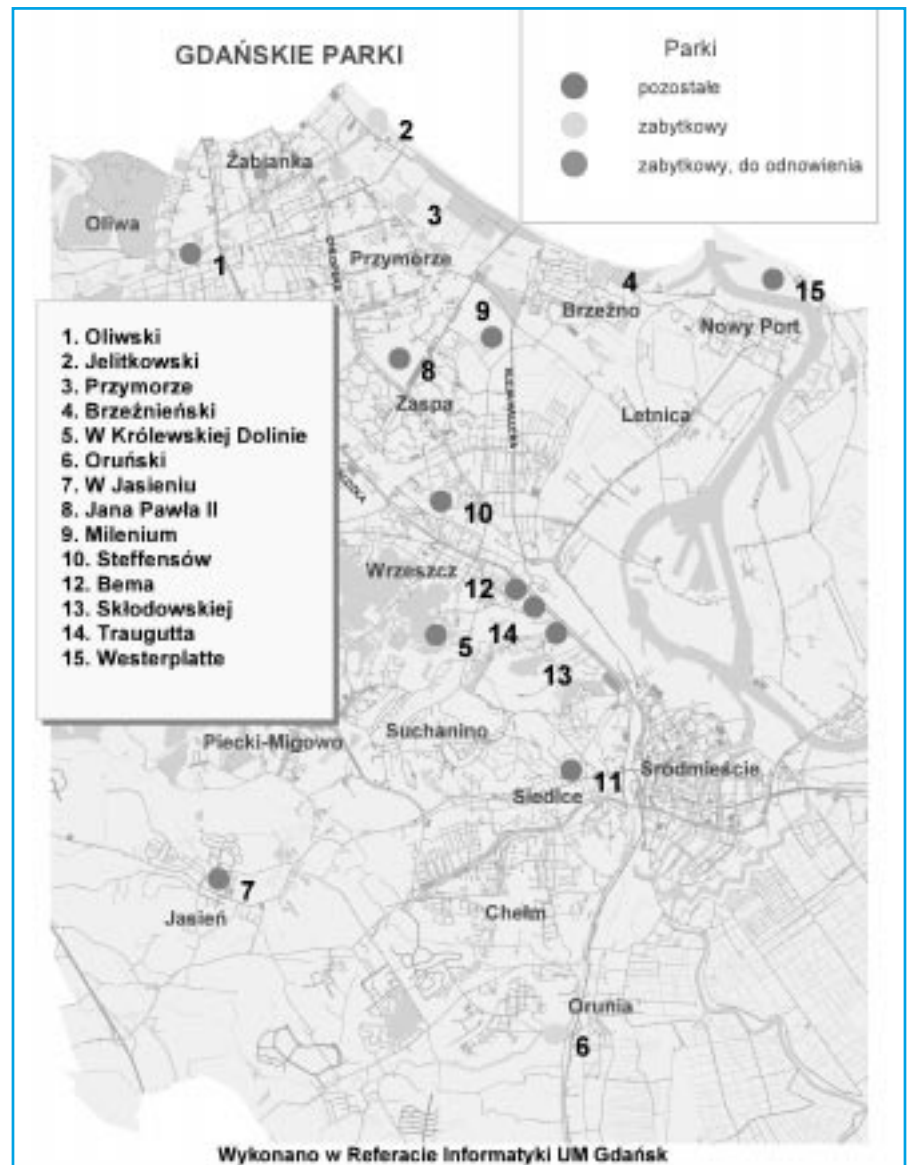 GDAŃSKIE PARKI
Parki
pozostałe
zabytkowy
zabytkowy, do odnowienia
2
Żabianka
Oliwa
3
1
Przymorze
4
15
9
Brzeźno
Nowy Port
1. Oliwski
2. Jelitkowski
3. Przymorze
4. Brzeźnieński
5. W Królewskiej Dolinie
6. Oruński
7. W Jasieniu
8. Jana Pawła II
9. Milenium
10. Steffensów
12. Bema
13. Skłodowskiej
14. Traugutta
15. Westerplatte
8
Zaspa
Letnica
10
Wrzeszcz
12
5
14
13
Suchanino
Piecki-Migowo
Śródmieście
11
Siedlce
7
Jasień
Chełm
Orunia
6
Wykonano w Referacie Informatyki UM Gdańsk